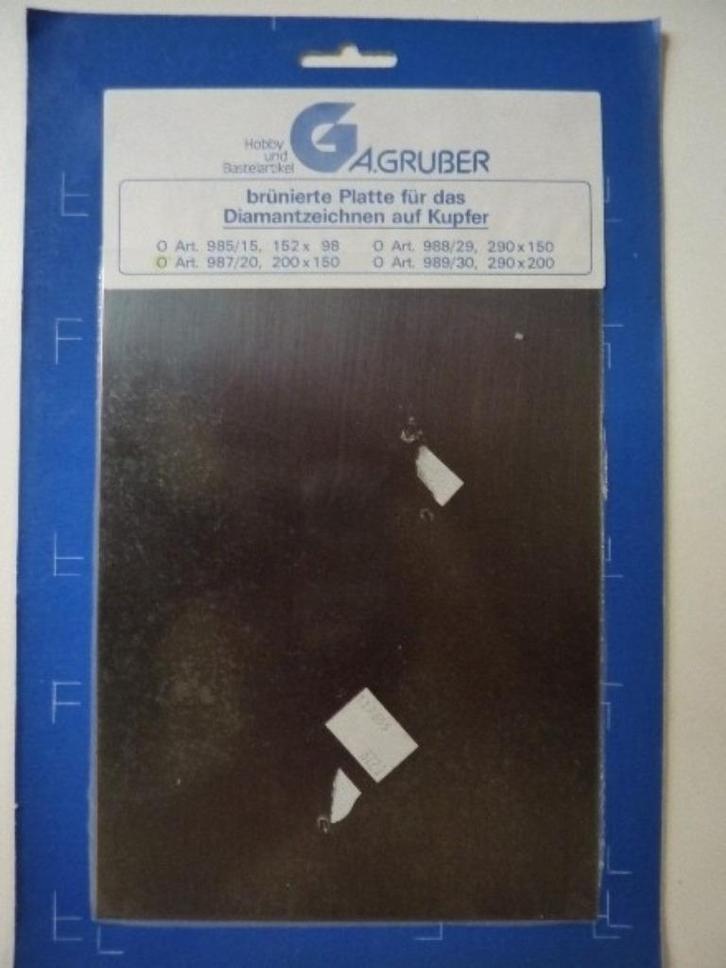 Hobby
und
Bastelartikel
G
A.GRUBER
brünierte Platte für das
Diamantzeichnen auf Kupfer
O Art. 985/15, 152 x 98
O Art. 988/29, 290 x 150
O Art. 987/20, 200 x 150
O Art. 989/30, 290 x 200